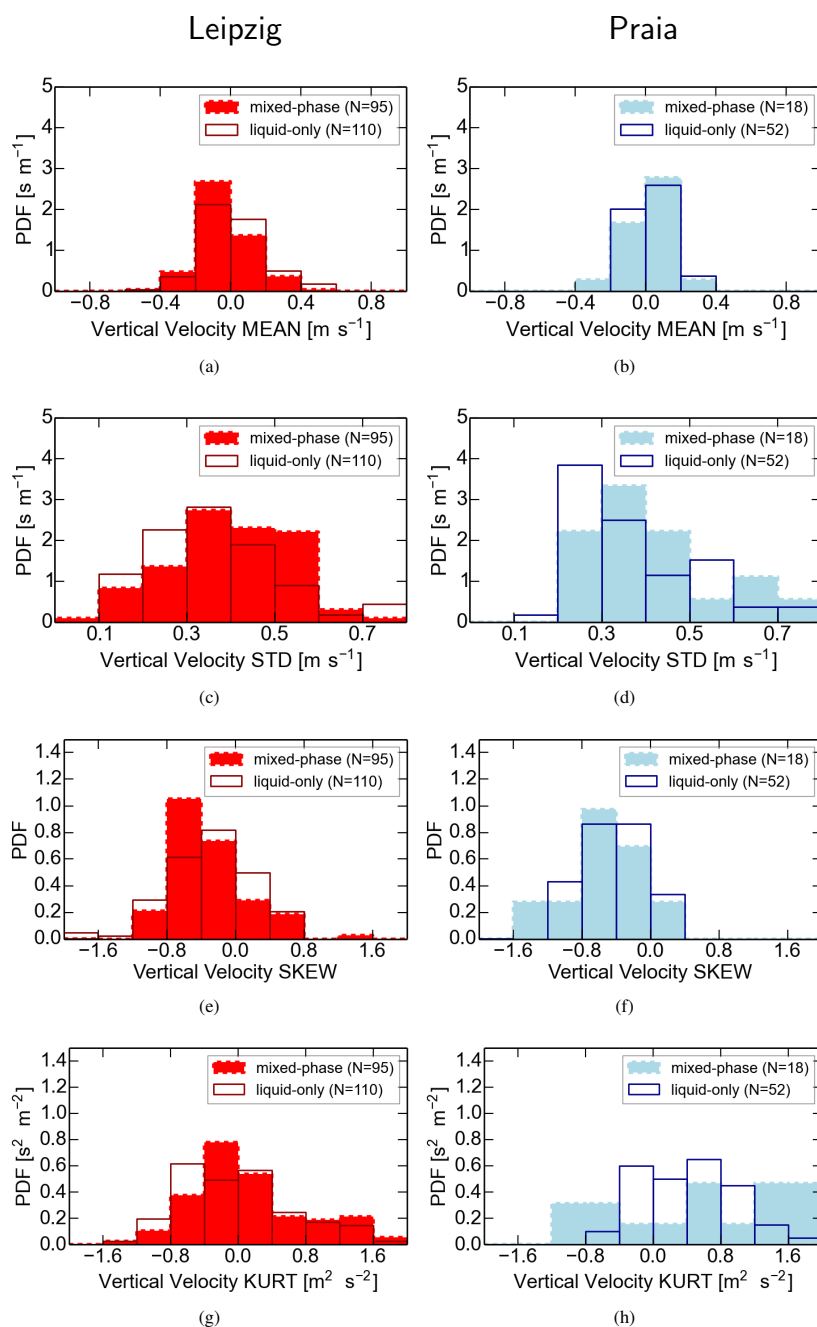 Leipzig Praia
5
4
3
2
1
0
PDF [s m⁻¹]
mixed-phase (N=95)
liquid-only (N=110)
−0.8 −0.4 0.0 0.4 0.8
Vertical Velocity MEAN [m s⁻¹]
(a)
5
4
3
2
1
0
PDF [s m⁻¹]
mixed-phase (N=18)
liquid-only (N=52)
−0.8 −0.4 0.0 0.4 0.8
Vertical Velocity MEAN [m s⁻¹]
(b)
5
4
3
2
1
0
PDF [s m⁻¹]
mixed-phase (N=95)
liquid-only (N=110)
0.1 0.3 0.5 0.7
Vertical Velocity STD [m s⁻¹]
(c)
5
4
3
2
1
0
PDF [s m⁻¹]
mixed-phase (N=18)
liquid-only (N=52)
0.1 0.3 0.5 0.7
Vertical Velocity STD [m s⁻¹]
(d)
1.4
1.2
1.0
0.8
0.6
0.4
0.2
0.0
PDF
mixed-phase (N=95)
liquid-only (N=110)
−1.6 −0.8 0.0 0.8 1.6
Vertical Velocity SKEW
(e)
1.4
1.2
1.0
0.8
0.6
0.4
0.2
0.0
PDF
mixed-phase (N=18)
liquid-only (N=52)
−1.6 −0.8 0.0 0.8 1.6
Vertical Velocity SKEW
(f)
1.4
1.2
1.0
0.8
0.6
0.4
0.2
0.0
PDF [s² m⁻²]
mixed-phase (N=95)
liquid-only (N=110)
−1.6 −0.8 0.0 0.8 1.6
Vertical Velocity KURT [m² s⁻²]
(g)
1.4
1.2
1.0
0.8
0.6
0.4
0.2
0.0
PDF [s² m⁻²]
mixed-phase (N=18)
liquid-only (N=52)
−1.6 −0.8 0.0 0.8 1.6
Vertical Velocity KURT [m² s⁻²]
(h)